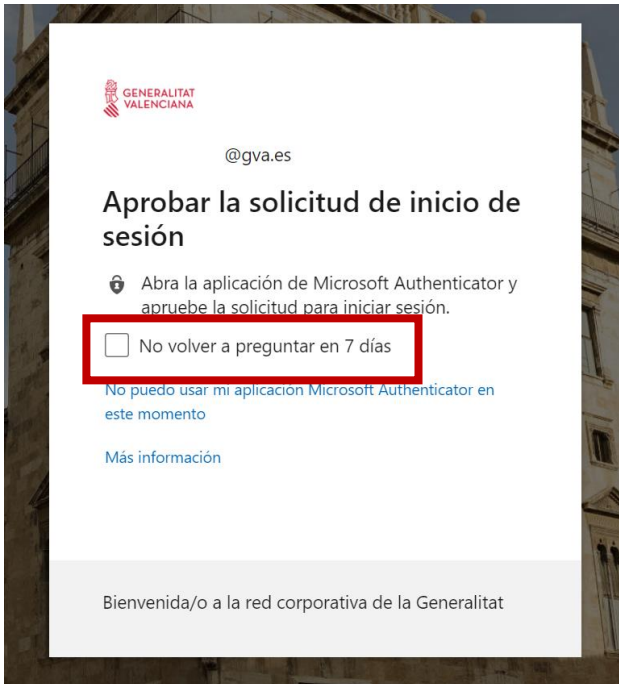 GENERALITAT
VALENCIANA
@gva.es
Aprobar la solicitud de inicio de
sesión
Abra la aplicación de Microsoft Authenticator y
apruebe la solicitud para iniciar sesión.
No volver a preguntar en 7 días
No puedo usar mi aplicación Microsoft Authenticator en
este momento
Más información
Bienvenida/o a la red corporativa de la Generalitat